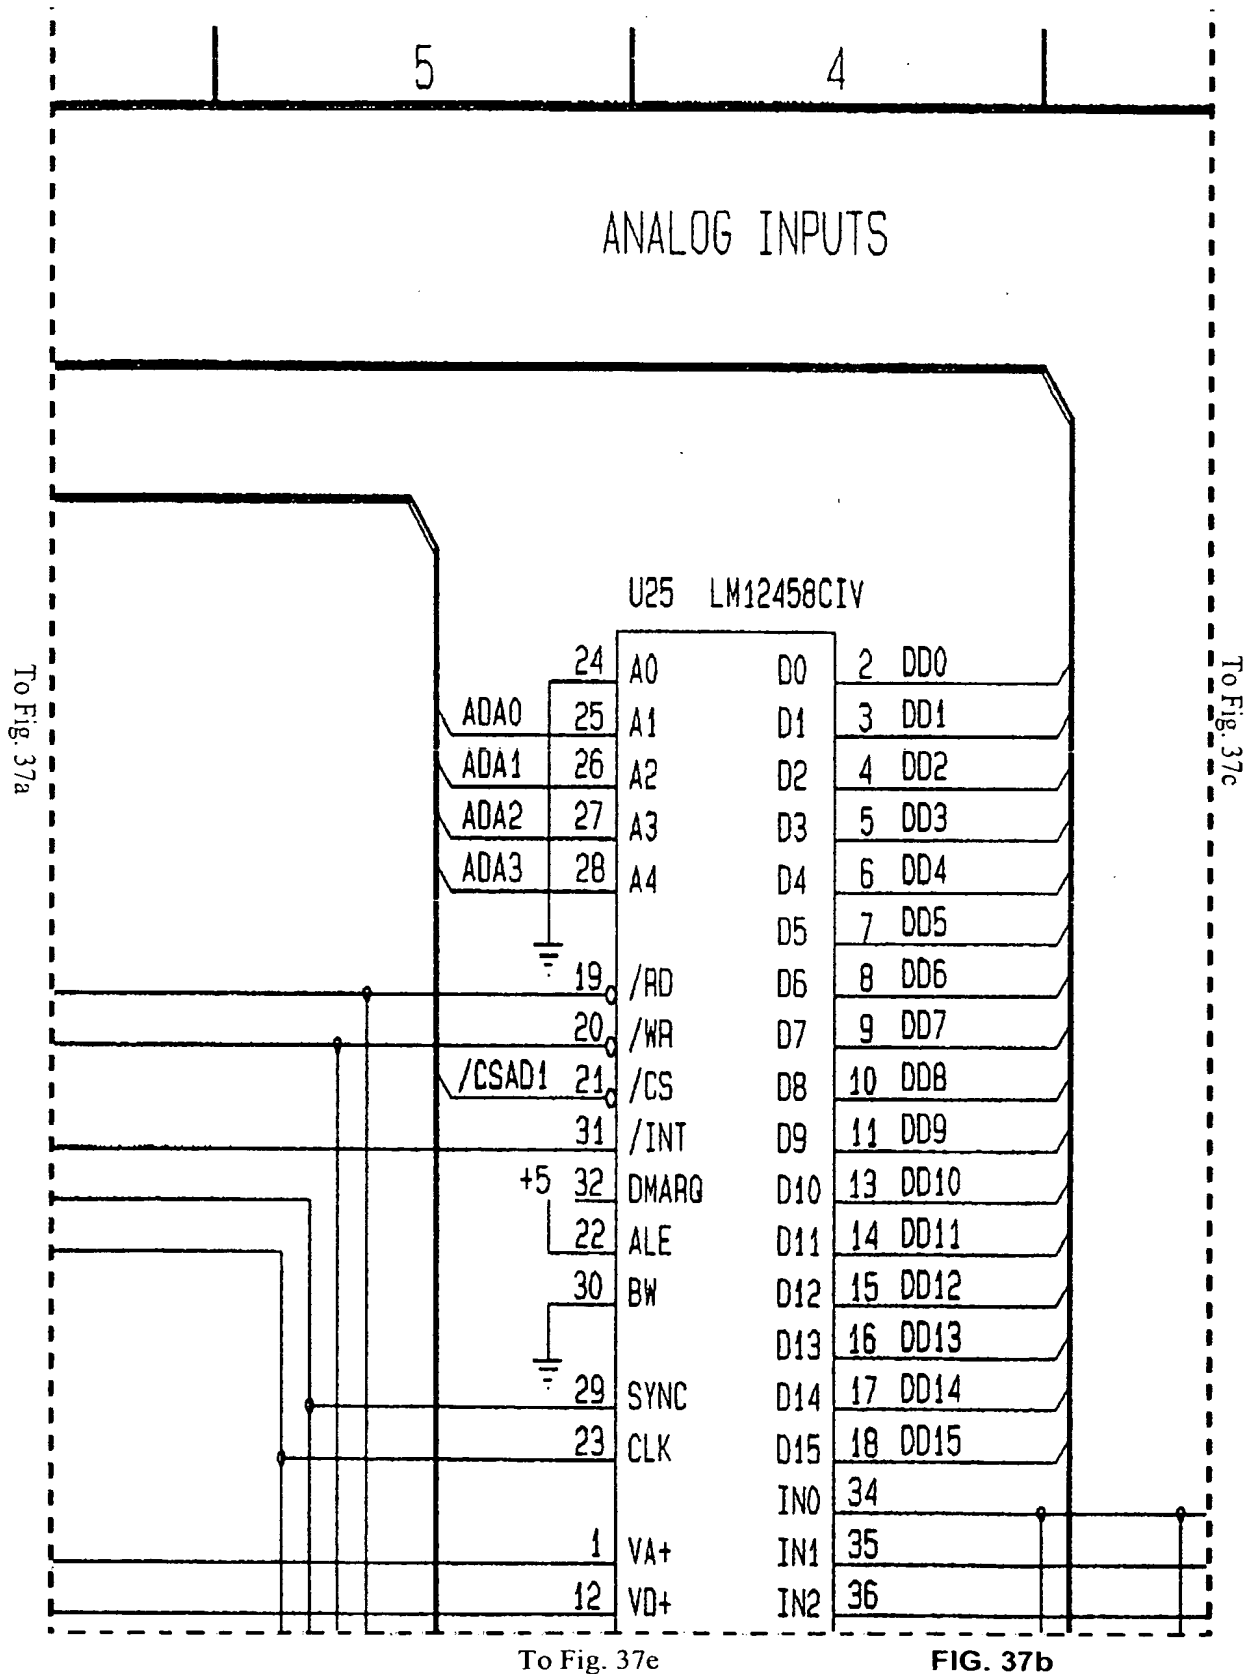 5 4
ANALOG INPUTS
U25 LM12458CIV
24 A0 D0 2 DD0
ADA0 25 A1 D1 3 DD1
ADA1 26 A2 D2 4 DD2
ADA2 27 A3 D3 5 DD3
ADA3 28 A4 D4 6 DD4
D5 7 DD5
19 /RD D6 8 DD6
20 /WR D7 9 DD7
/CSAD1 21 /CS D8 10 DD8
31 /INT D9 11 DD9
+5 32 DMARQ D10 13 DD10
22 ALE D11 14 DD11
30 BW D12 15 DD12
D13 16 DD13
29 SYNC D14 17 DD14
23 CLK D15 18 DD15
IN0 34
1 VA+ IN1 35
12 VD+ IN2 36
To Fig. 37a
To Fig. 37c
To Fig. 37e
FIG. 37b